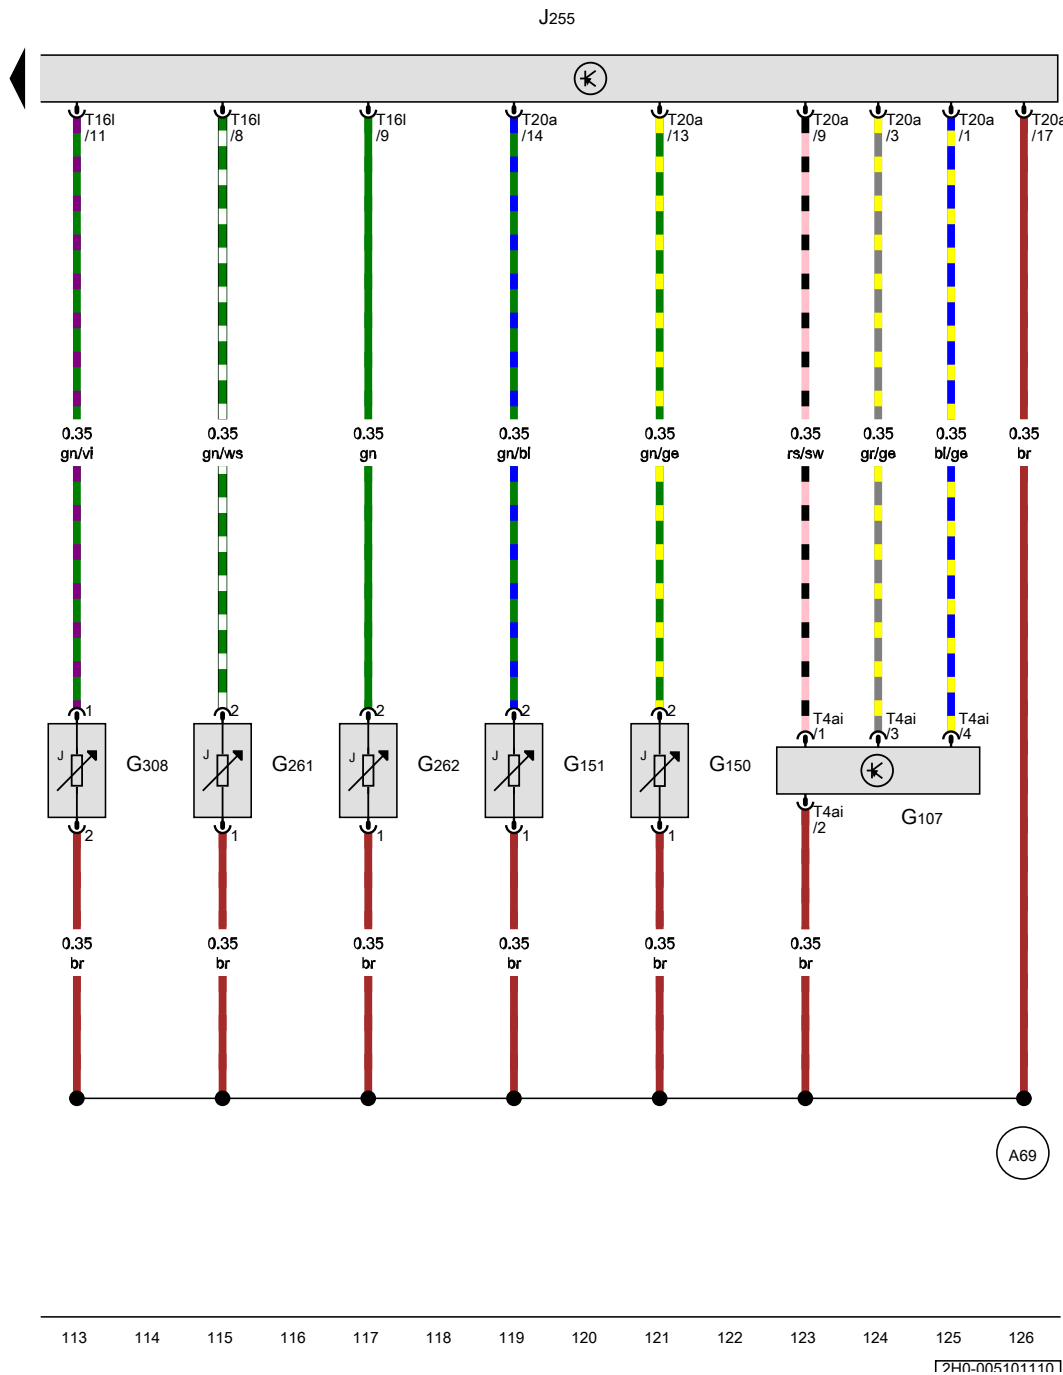 J255
T16l T16l T16l T20a T20a T20a T20a T20a T20a
/11 /8 /9 /14 /13 /9 /3 /1 /17
0.35 0.35 0.35 0.35 0.35 0.35 0.35 0.35 0.35
gn/vi gn/ws gn gn/bl gn/ge rs/sw gr/ge bl/ge br
1 2 2 2 2 T4ai T4ai T4ai
/1 /3 /4
J J J J J
G308 G261 G262 G151 G150
2 1 1 1 1 T4ai G107
/2
0.35 0.35 0.35 0.35 0.35 0.35
br br br br br br
A69
113 114 115 116 117 118 119 120 121 122 123 124 125 126
2H0-005101110